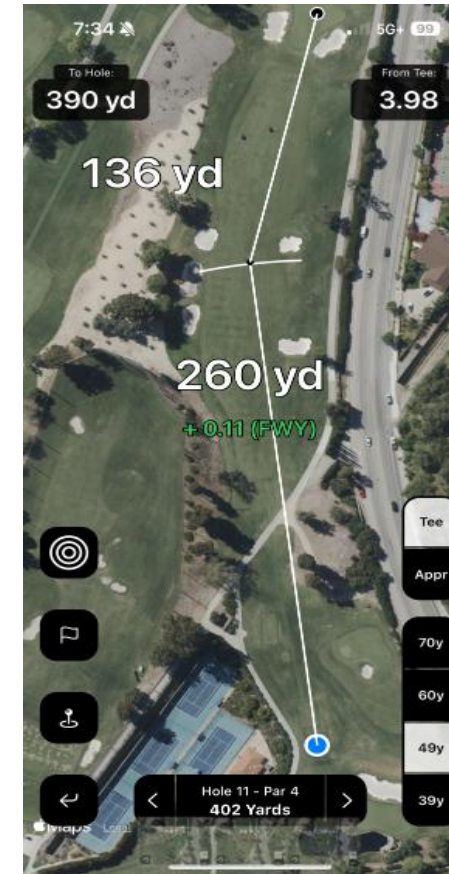 7:34
5G+ 99
To Hole:
390 yd
From Tee:
3.98
136 yd
260 yd
+ 0.11 (FWY)
Tee
Appr
70y
60y
49y
39y
Hole 11 - Par 4
402 Yards
Maps Legal